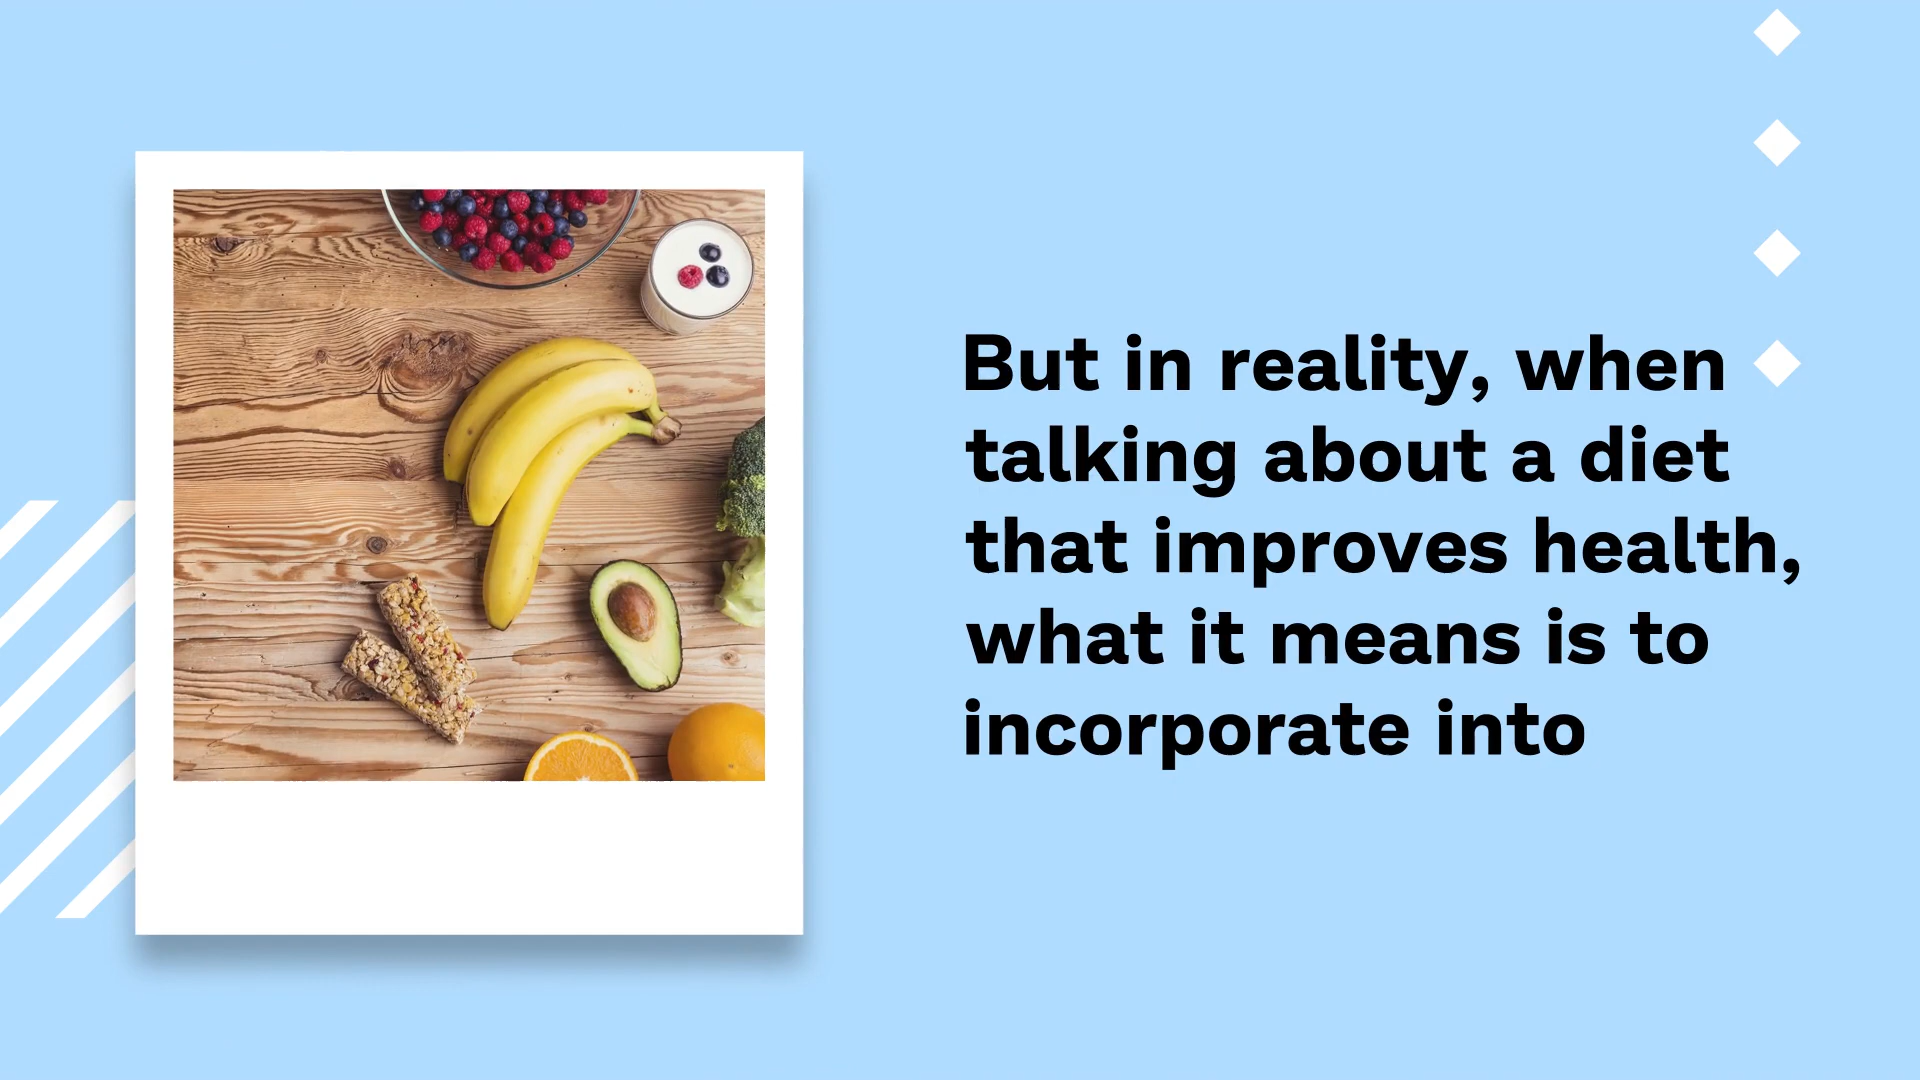 But in reality, when
talking about a diet
that improves health,
what it means is to
incorporate into